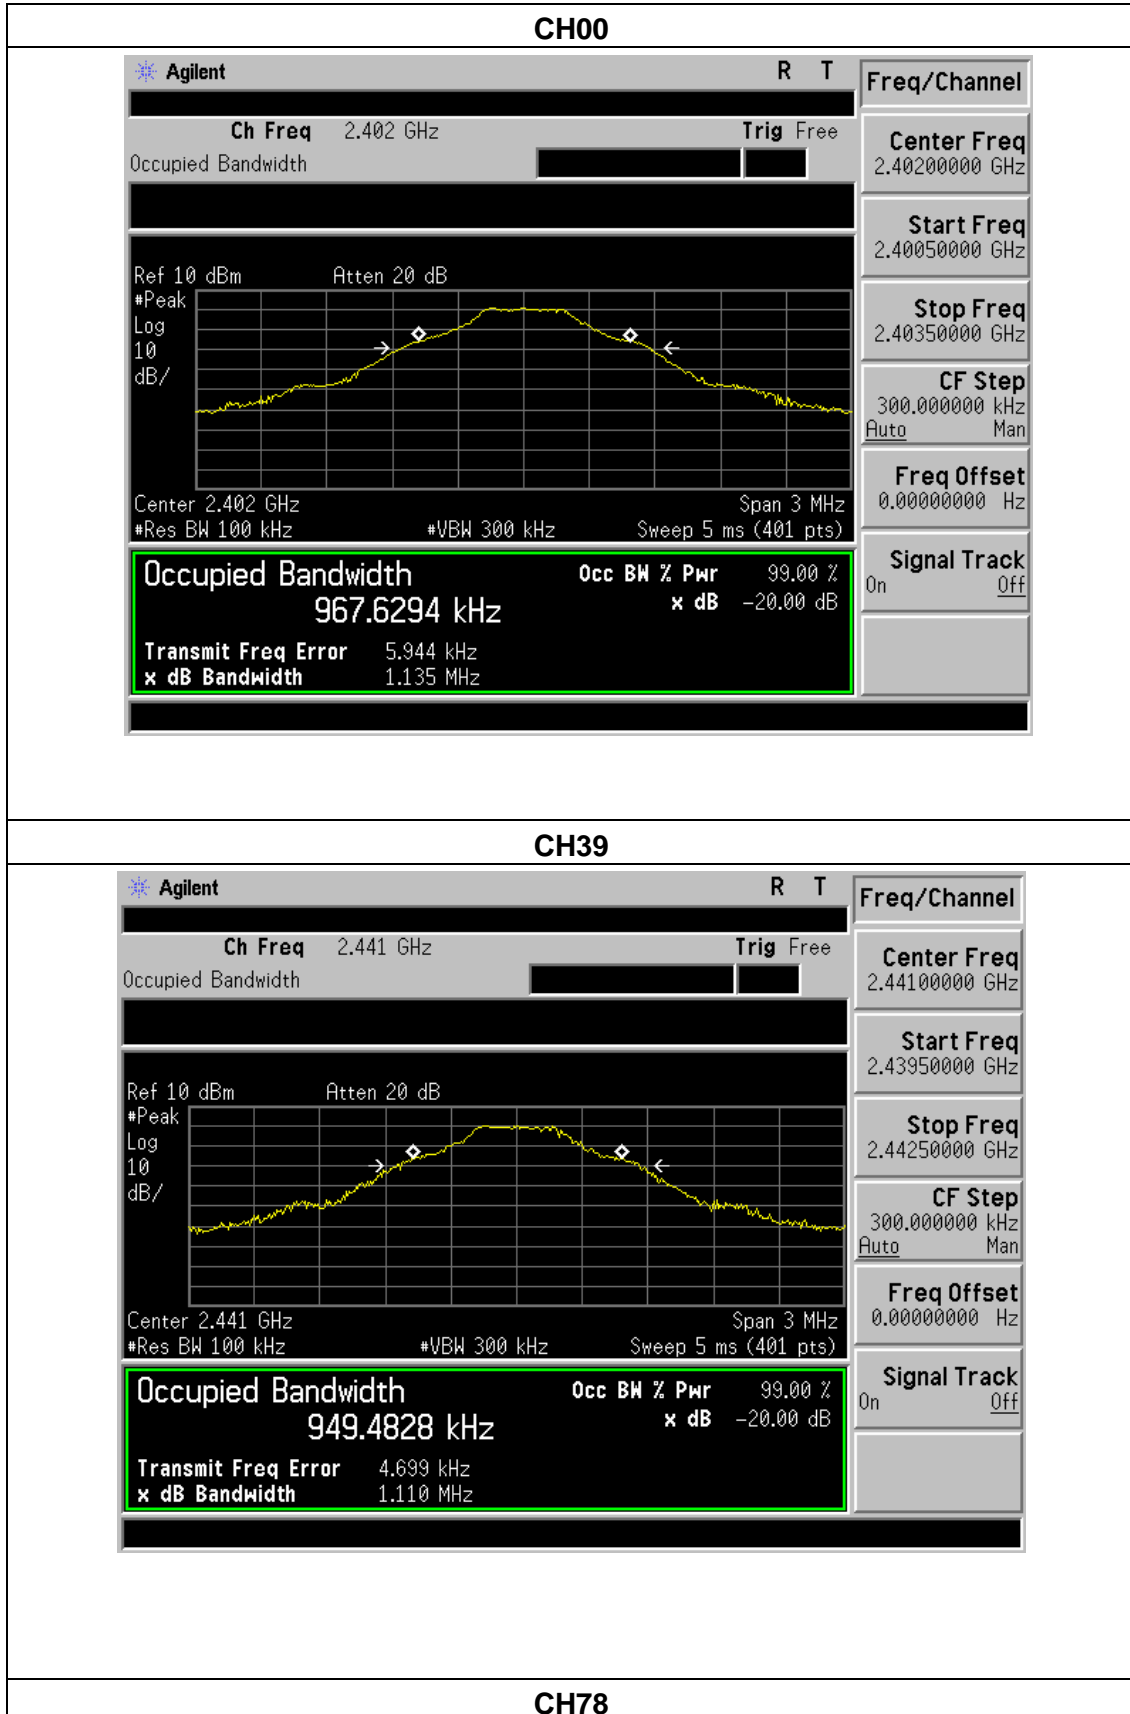 CH00
Agilent R T
Freq/Channel
Ch Freq 2.402 GHz Trig Free
Occupied Bandwidth
Center Freq
2.40200000 GHz
Start Freq
2.40050000 GHz
Stop Freq
2.40350000 GHz
CF Step
300.000000 kHz
Auto Man
Freq Offset
0.00000000 Hz
Signal Track
On Off
Ref 10 dBm Atten 20 dB
#Peak
Log
10
dB/
Center 2.402 GHz Span 3 MHz
#Res BW 100 kHz #VBW 300 kHz Sweep 5 ms (401 pts)
Occupied Bandwidth Occ BW % Pwr 99.00 %
967.6294 kHz x dB -20.00 dB
Transmit Freq Error 5.944 kHz
x dB Bandwidth 1.135 MHz
CH39
Agilent R T
Freq/Channel
Ch Freq 2.441 GHz Trig Free
Occupied Bandwidth
Center Freq
2.44100000 GHz
Start Freq
2.43950000 GHz
Stop Freq
2.44250000 GHz
CF Step
300.000000 kHz
Auto Man
Freq Offset
0.00000000 Hz
Signal Track
On Off
Ref 10 dBm Atten 20 dB
#Peak
Log
10
dB/
Center 2.441 GHz Span 3 MHz
#Res BW 100 kHz #VBW 300 kHz Sweep 5 ms (401 pts)
Occupied Bandwidth Occ BW % Pwr 99.00 %
949.4828 kHz x dB -20.00 dB
Transmit Freq Error 4.699 kHz
x dB Bandwidth 1.110 MHz
CH78